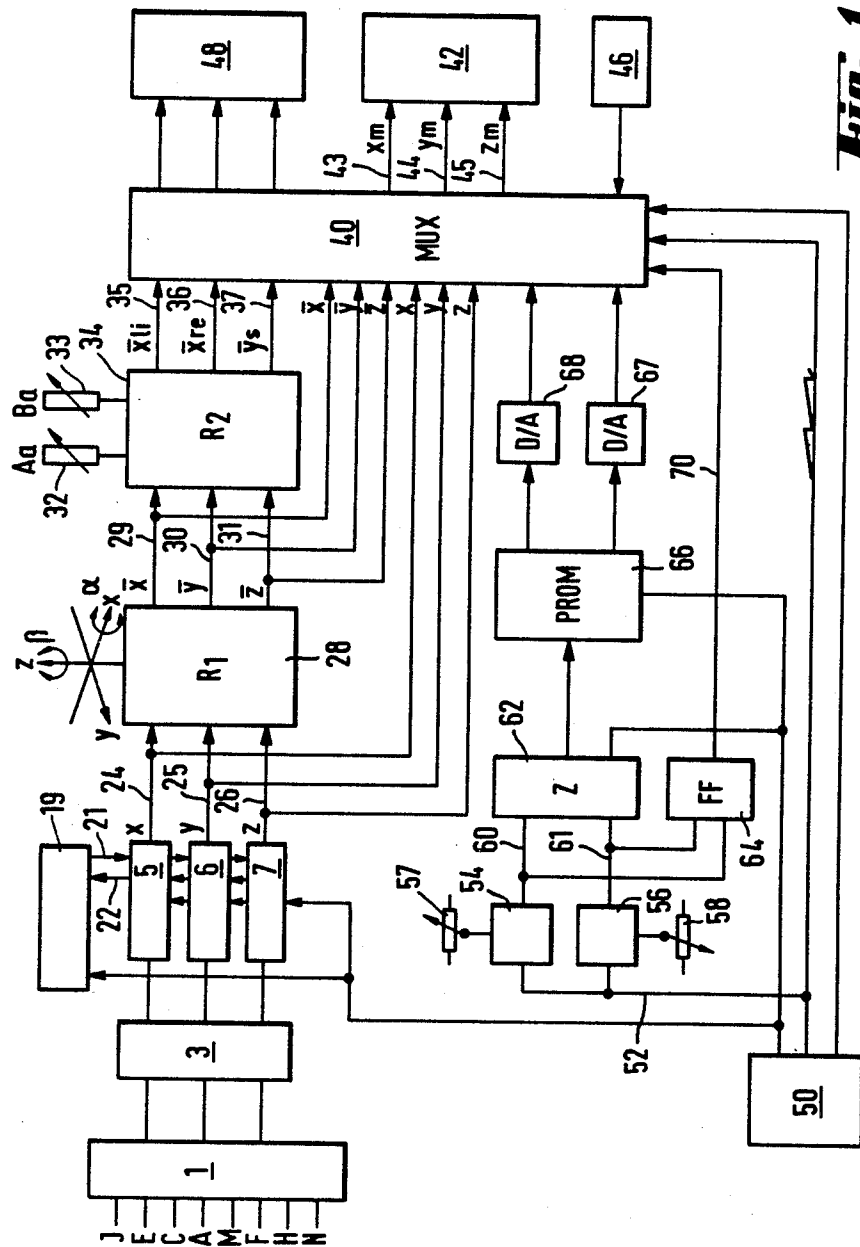 J
E
C
A
M
F
H
N
1
3
19
21
22
5
6
7
x
24
y
25
z
26
z
β
α
x
y
R1
28
x̄
29
ȳ
30
z̄
31
Aa
32
Ba
33
34
R2
x̄li
35
x̄re
36
ȳs
37
x̄
ȳ
z̄
x
y
z
40
MUX
48
43
xm
44
ym
45
zm
42
46
57
54
56
58
60
61
62
Z
FF
64
PROM
66
D/A
68
D/A
67
70
52
50
Fig. 1